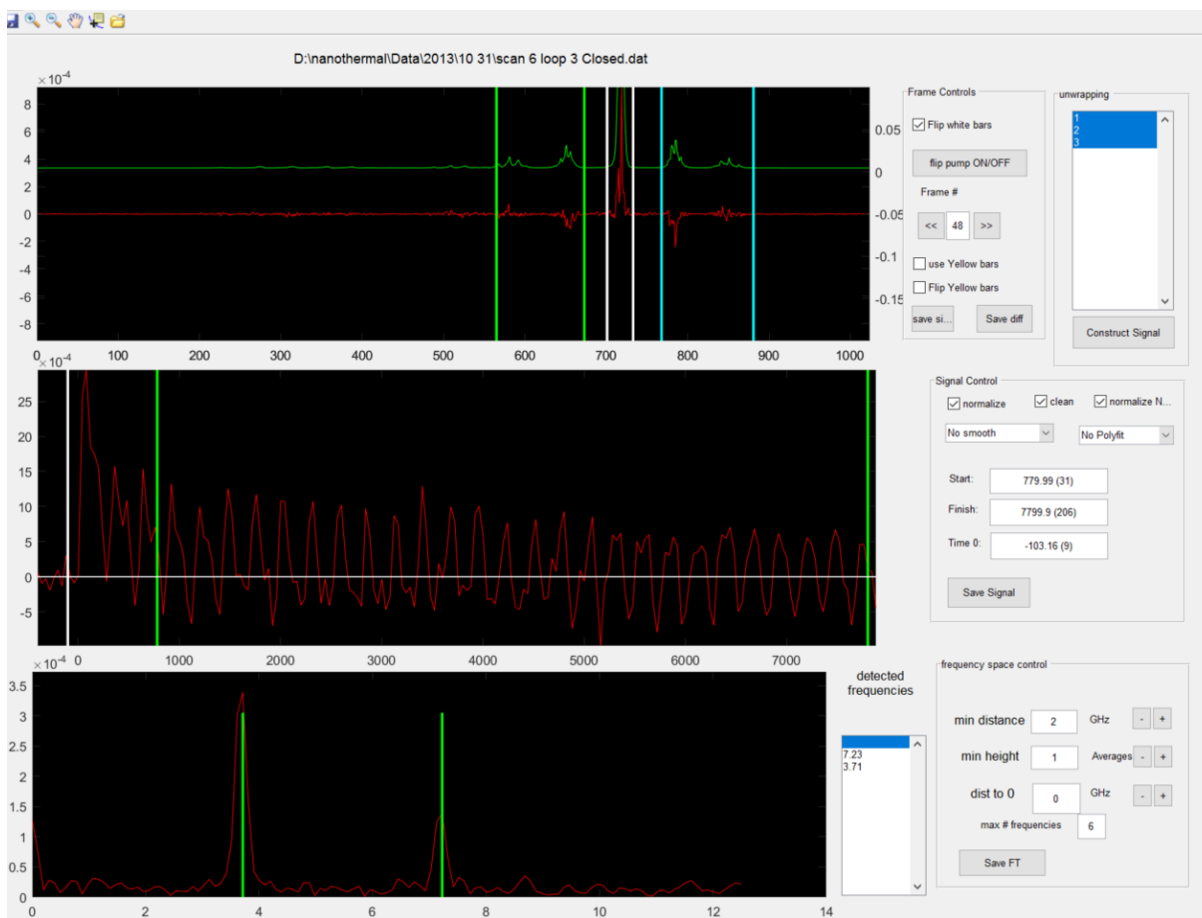 D:\nanothermal\Data\2013\10 31\scan 6 loop 3 Closed.dat
×10⁻⁴
8
6
4
2
0
-2
-4
-6
-8
0.05
0
-0.05
-0.1
-0.15
0 100 200 300 400 500 600 700 800 900 1000
Frame Controls
Flip white bars
flip pump ON/OFF
Frame #
<< 48 >>
use Yellow bars
Flip Yellow bars
save si... Save diff
unwrapping
1
2
3
Construct Signal
×10⁻⁴
25
20
15
10
5
0
-5
0 1000 2000 3000 4000 5000 6000 7000
Signal Control
normalize clean normalize N...
No smooth No Polyfit
Start: 779.99 (31)
Finish: 7799.9 (206)
Time 0: -103.16 (9)
Save Signal
×10⁻⁴
3.5
3
2.5
2
1.5
1
0.5
0
0 2 4 6 8 10 12 14
detected
frequencies
7.23
3.71
frequency space control
min distance 2 GHz - +
min height 1 Averages - +
dist to 0 0 GHz - +
max # frequencies 6
Save FT